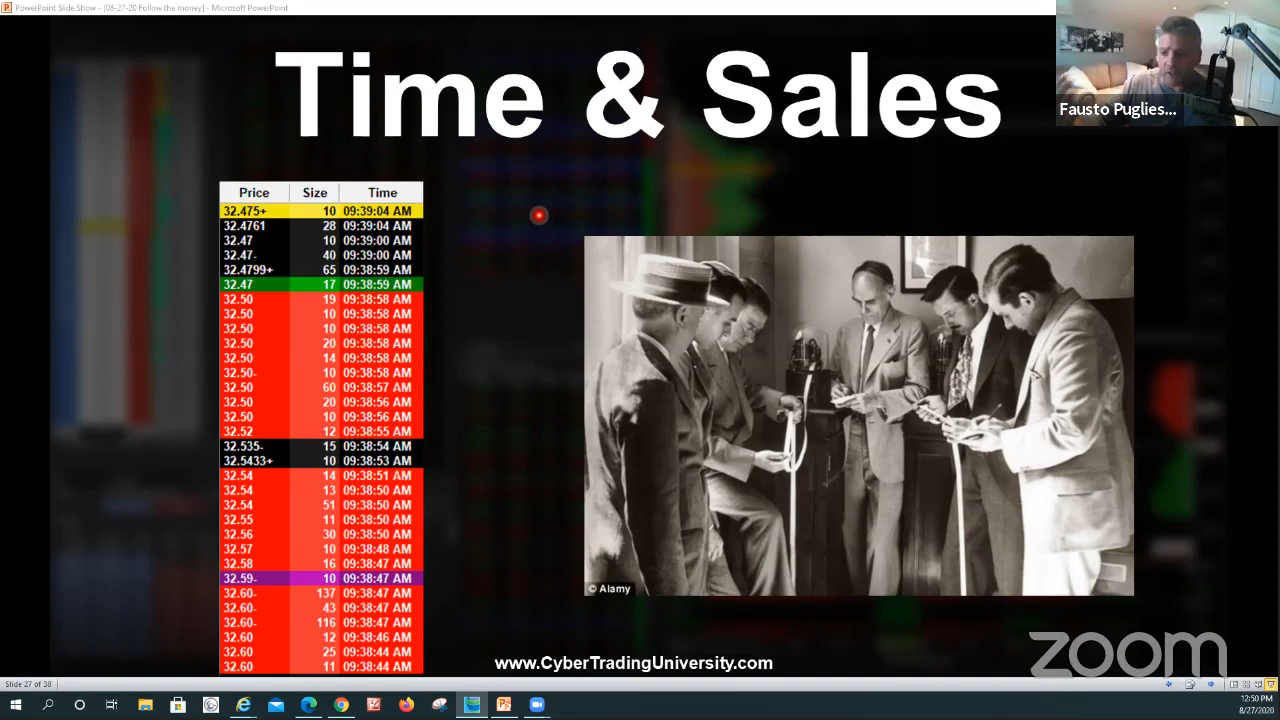 PowerPoint Slide Show - [08-27-20 Follow the money] - Microsoft PowerPoint
Time & Sales
Fausto Puglies...
Price Size Time
32.475+ 10 09:39:04 AM
32.4761 28 09:39:04 AM
32.47 10 09:39:00 AM
32.47- 40 09:39:00 AM
32.4799+ 65 09:38:59 AM
32.47 17 09:38:59 AM
32.50 19 09:38:58 AM
32.50 10 09:38:58 AM
32.50 10 09:38:58 AM
32.50 20 09:38:58 AM
32.50 14 09:38:58 AM
32.50- 10 09:38:58 AM
32.50 60 09:38:57 AM
32.50 20 09:38:56 AM
32.50 10 09:38:56 AM
32.52 12 09:38:55 AM
32.535- 15 09:38:54 AM
32.5433+ 10 09:38:53 AM
32.54 14 09:38:51 AM
32.54 13 09:38:50 AM
32.54 51 09:38:50 AM
32.55 11 09:38:50 AM
32.56 30 09:38:50 AM
32.57 10 09:38:48 AM
32.58 16 09:38:47 AM
32.59- 10 09:38:47 AM
32.60- 137 09:38:47 AM
32.60- 43 09:38:47 AM
32.60- 116 09:38:47 AM
32.60 12 09:38:46 AM
32.60 25 09:38:44 AM
32.60 11 09:38:44 AM
© Alamy
www.CyberTradingUniversity.com
zoom
Slide 27 of 38
12:50 PM
8/27/2020